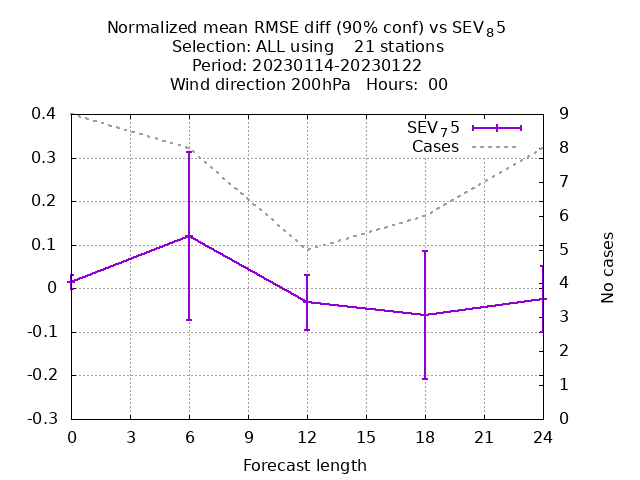 Normalized mean RMSE diff (90% conf) vs SEV₈5
Selection: ALL using    21 stations
Period: 20230114-20230122
Wind direction 200hPa   Hours:  00
SEV₇5
Cases
0.4
0.3
0.2
0.1
0
-0.1
-0.2
-0.3
9
8
7
6
5
4
3
2
1
0
No cases
0 3 6 9 12 15 18 21 24
Forecast length